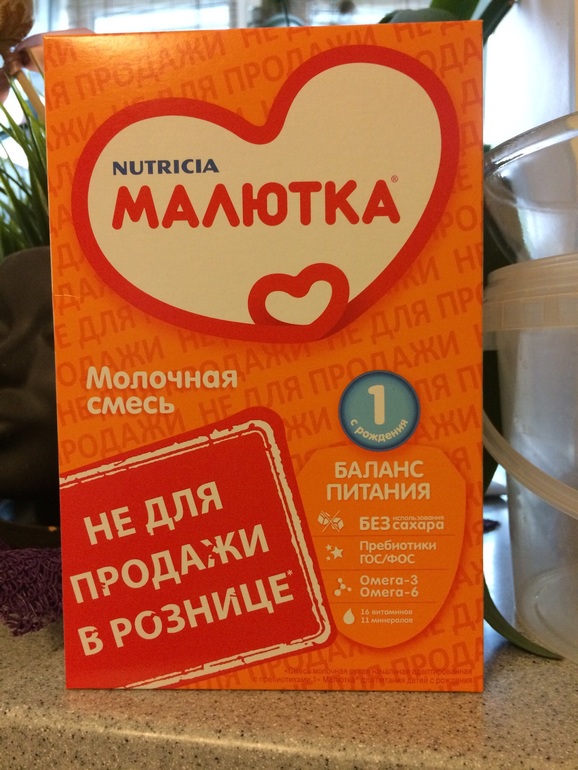 NUTRICIA
МАЛЮТКА®
Молочная
смесь
1
с рождения
БАЛАНС
ПИТАНИЯ
БЕЗ использования
сахара
Пребиотики
ГОС/ФОС
Омега-3
Омега-6
16 витаминов
11 минералов
НЕ ДЛЯ
ПРОДАЖИ
В РОЗНИЦЕ*